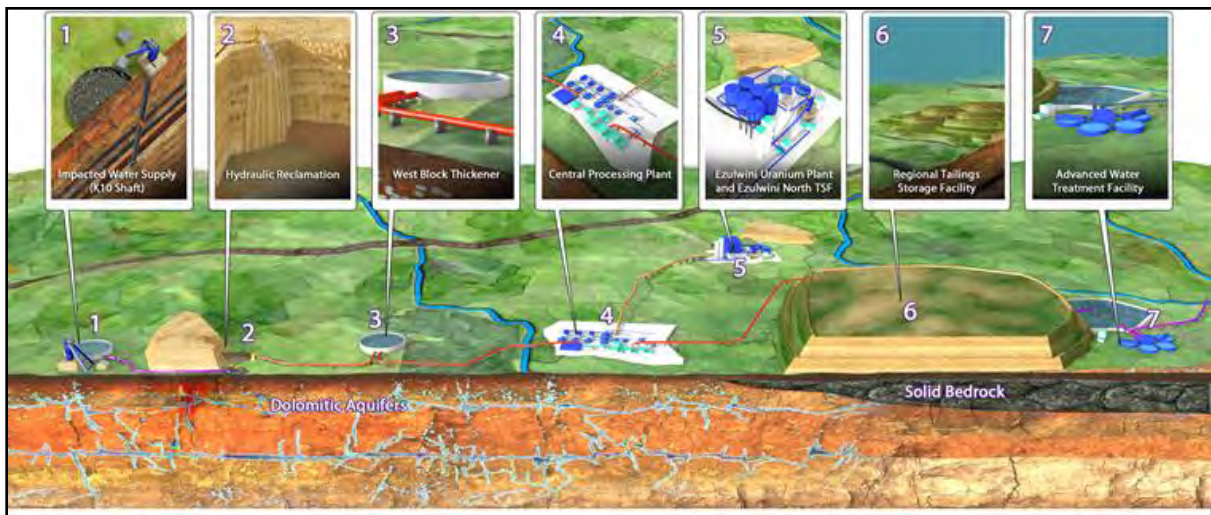 1
2
3
4
5
6
7
Impacted Water Supply
(K10 Shaft)
Hydraulic Reclamation
West Block Thickener
Central Processing Plant
Ezulwini Uranium Plant
and Ezulwini North TSF
Regional Tailings
Storage Facility
Advanced Water
Treatment Facility
1
2
3
4
5
6
7
Dolomitic Aquifers
Solid Bedrock